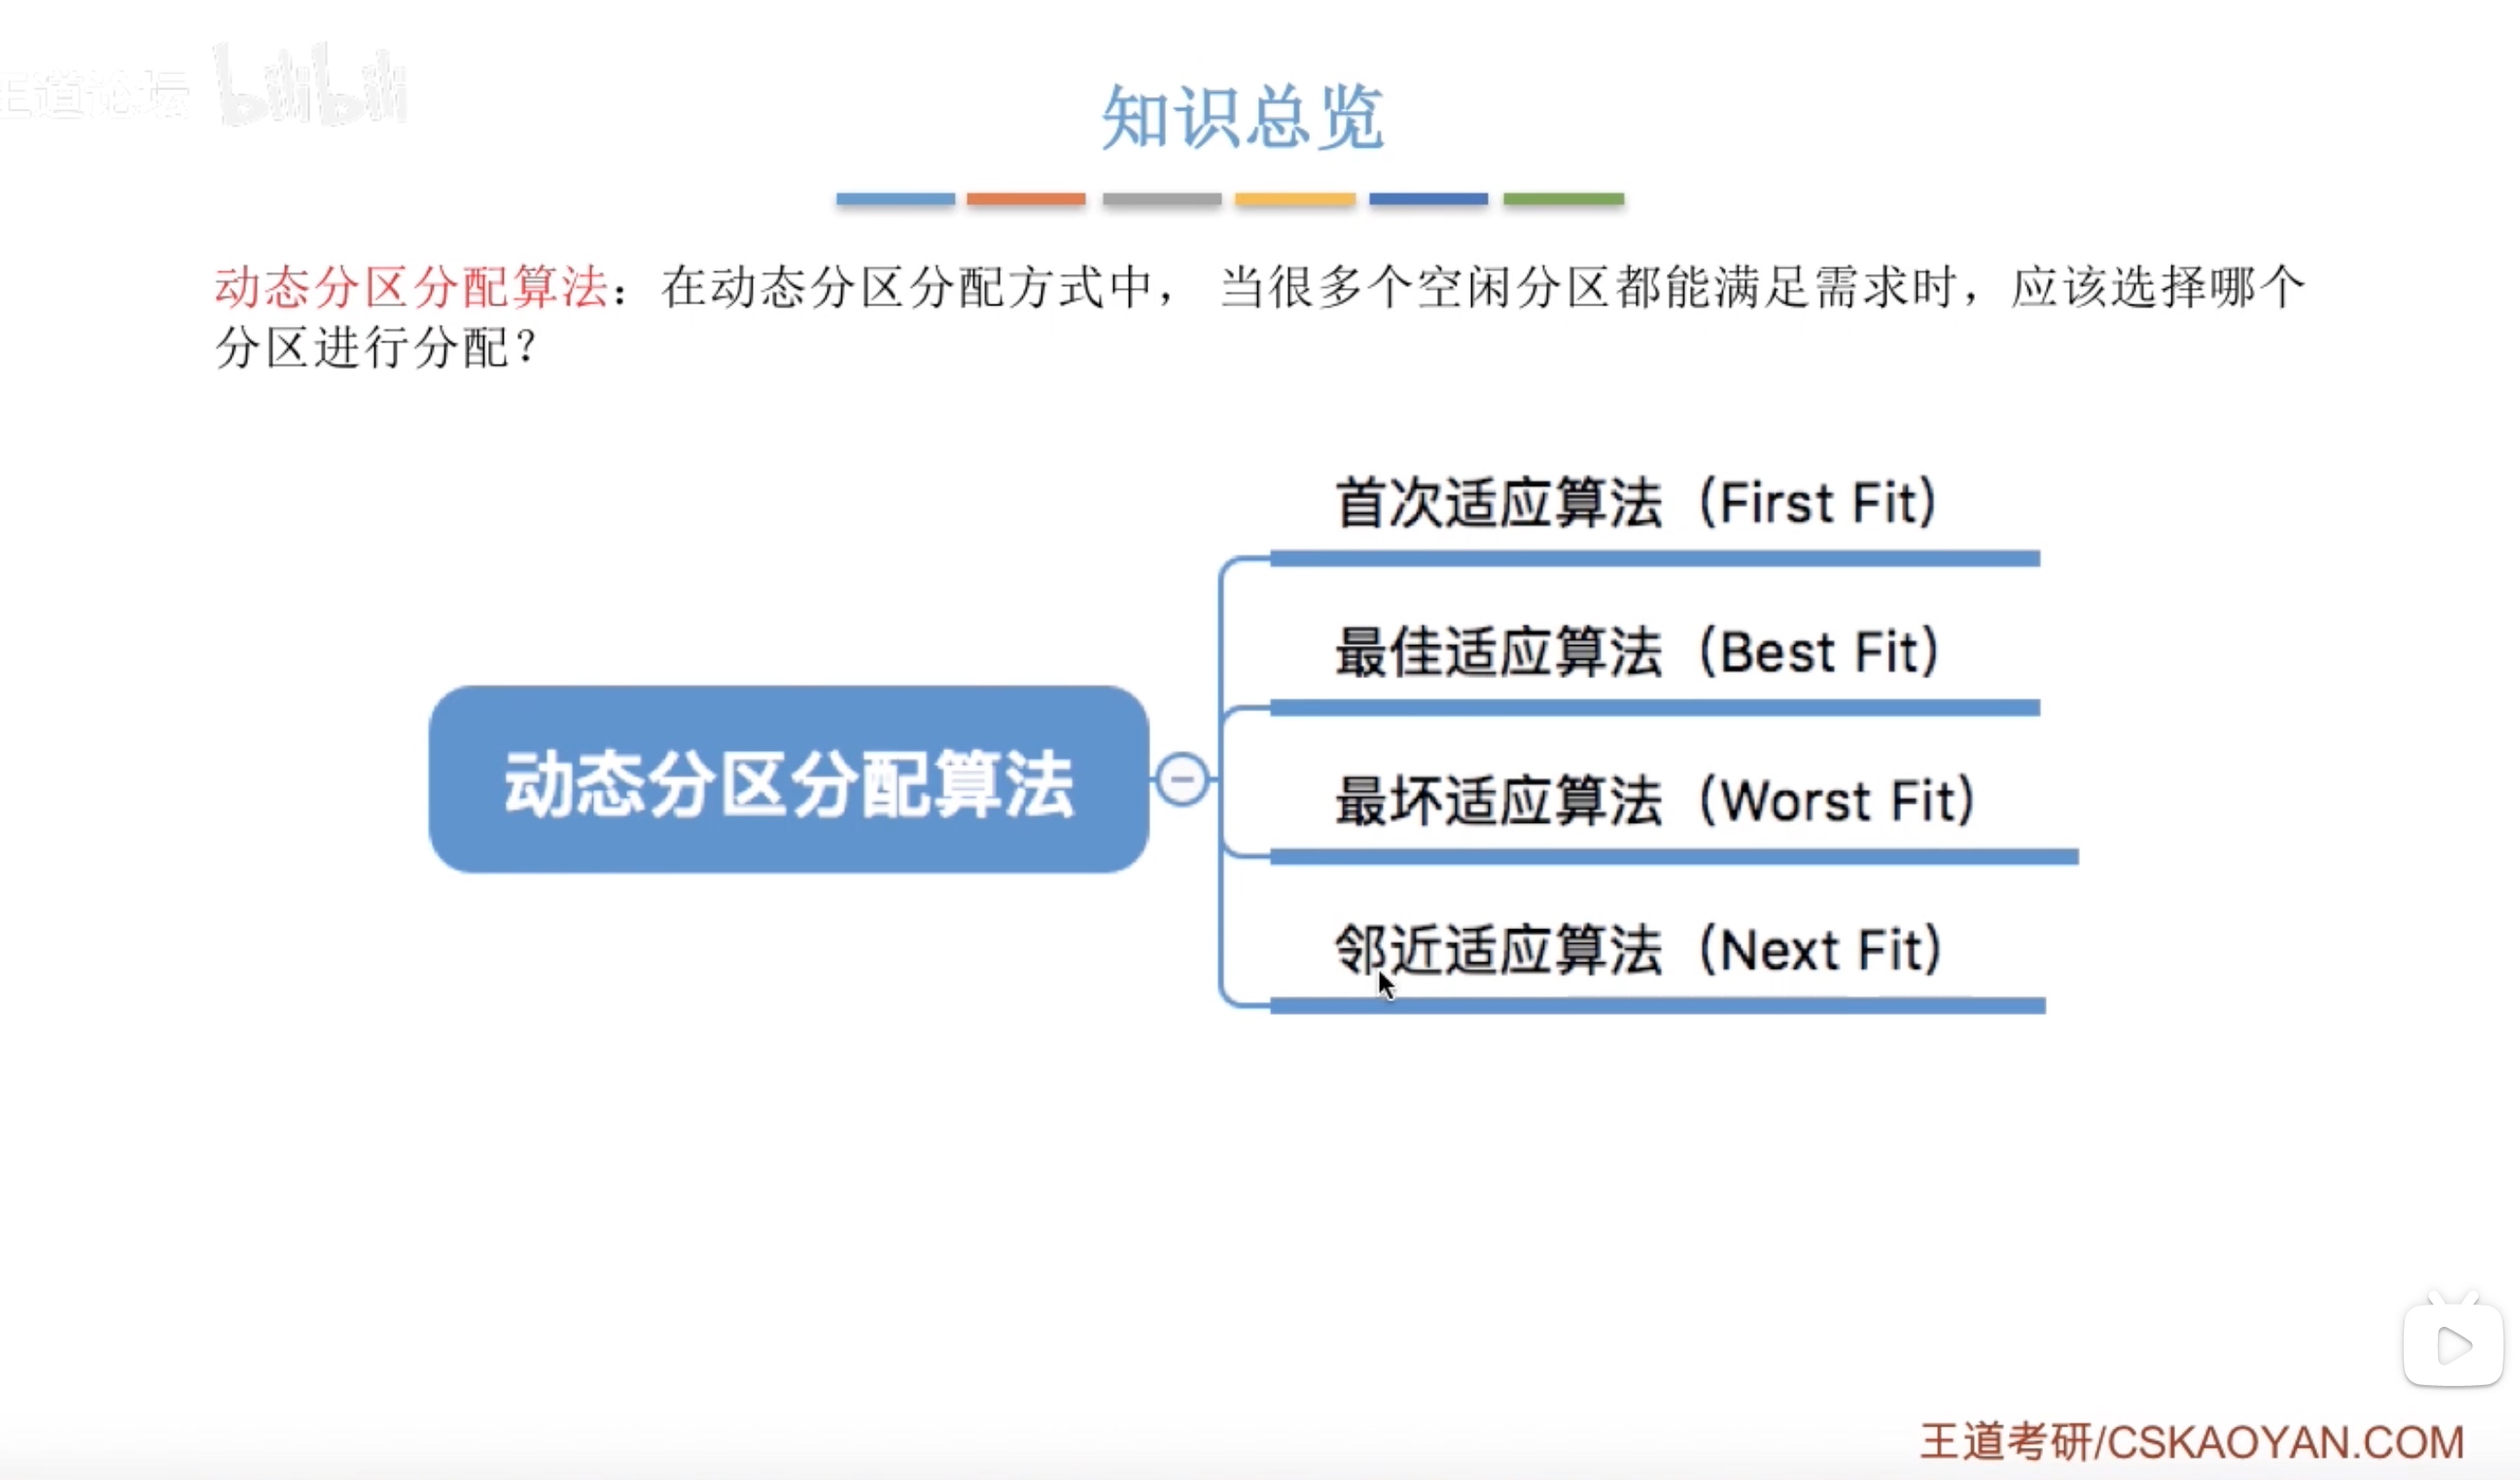 王道论坛 bilibili
知识总览
动态分区分配算法：在动态分区分配方式中， 当很多个空闲分区都能满足需求时，应该选择哪个
分区进行分配？
首次适应算法（First Fit）
最佳适应算法（Best Fit）
动态分区分配算法
最坏适应算法（Worst Fit）
邻近适应算法（Next Fit）
王道考研/CSKAOYAN.COM